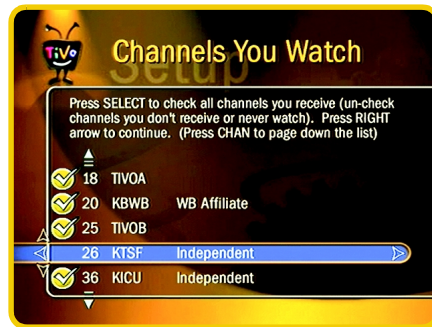 TiVo
Channels You Watch
Setup
Press SELECT to check all channels you receive (un-check
channels you don't receive or never watch). Press RIGHT
arrow to continue. (Press CHAN to page down the list)
18 TIVOA
20 KBWB WB Affiliate
25 TIVOB
26 KTSF Independent
36 KICU Independent